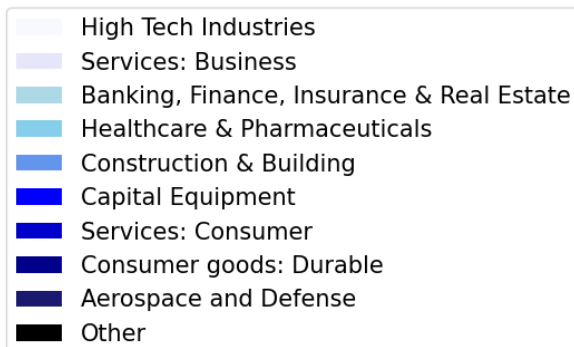 High Tech Industries
Services: Business
Banking, Finance, Insurance & Real Estate
Healthcare & Pharmaceuticals
Construction & Building
Capital Equipment
Services: Consumer
Consumer goods: Durable
Aerospace and Defense
Other